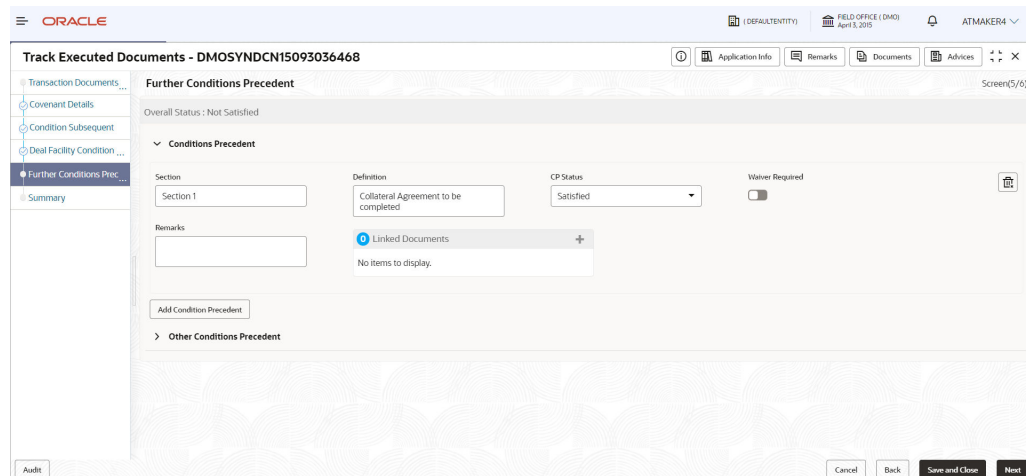 ORACLE
(DEFAULTENTITY)
FIELD OFFICE ( DMO)
April 3, 2015
ATMAKER4
Track Executed Documents - DMOSYNDCN15093036468
Application Info
Remarks
Documents
Advices
Transaction Documents ...
Covenant Details
Condition Subsequent
Deal Facility Condition ...
Further Conditions Prec...
Summary
Further Conditions Precedent
Screen(5/6)
Overall Status : Not Satisfied
Conditions Precedent
Section
Definition
CP Status
Waiver Required
Section 1
Collateral Agreement to be
completed
Satisfied
Remarks
0 Linked Documents
No items to display.
Add Condition Precedent
Other Conditions Precedent
Audit
Cancel
Back
Save and Close
Next